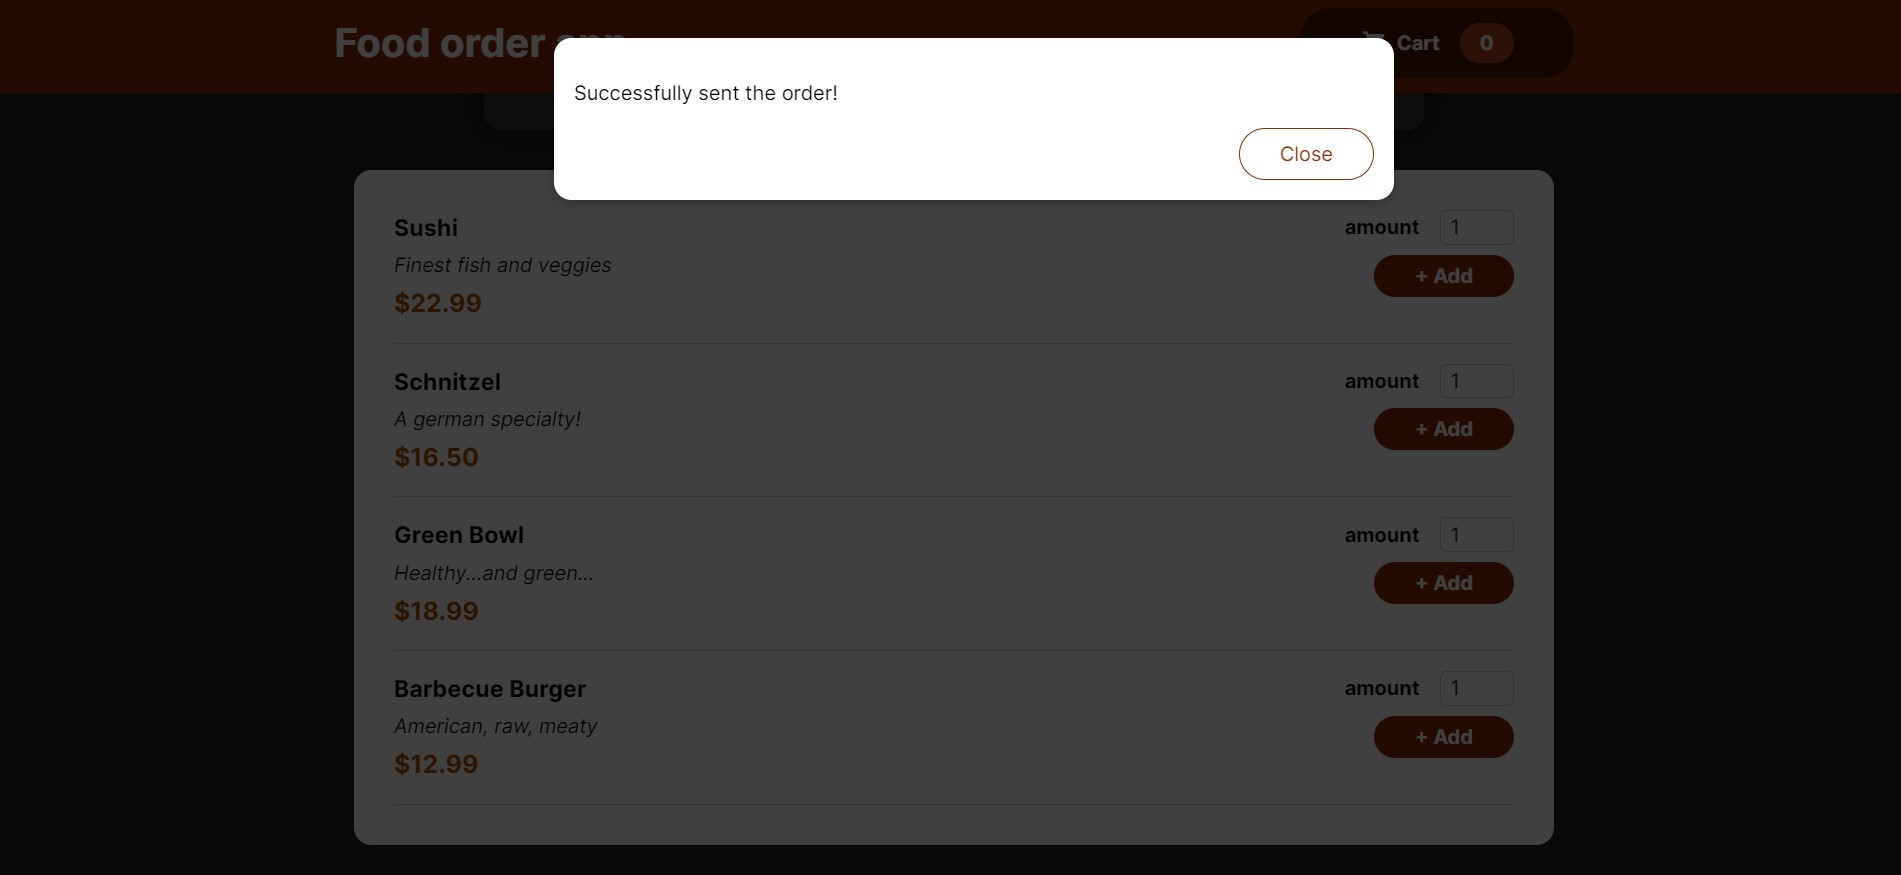 Food order app
Cart 0
Successfully sent the order!
Close
Sushi
Finest fish and veggies
$22.99
amount 1
+ Add
Schnitzel
A german specialty!
$16.50
amount 1
+ Add
Green Bowl
Healthy...and green...
$18.99
amount 1
+ Add
Barbecue Burger
American, raw, meaty
$12.99
amount 1
+ Add